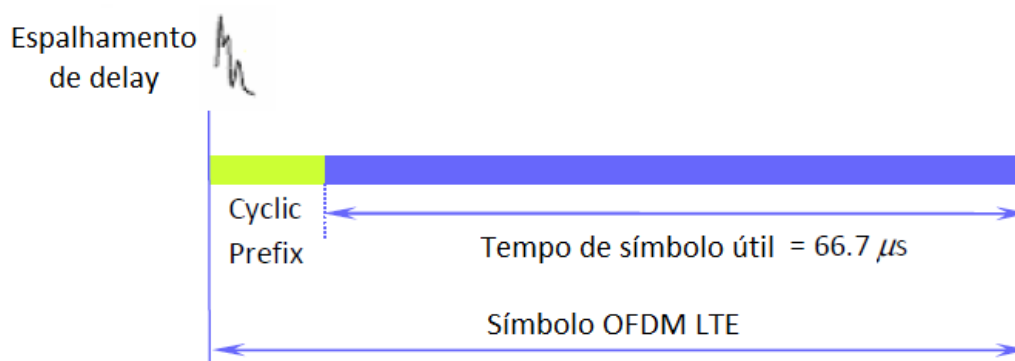 Espalhamento
de delay
Cyclic
Prefix
Tempo de símbolo útil = 66.7 μs
Símbolo OFDM LTE